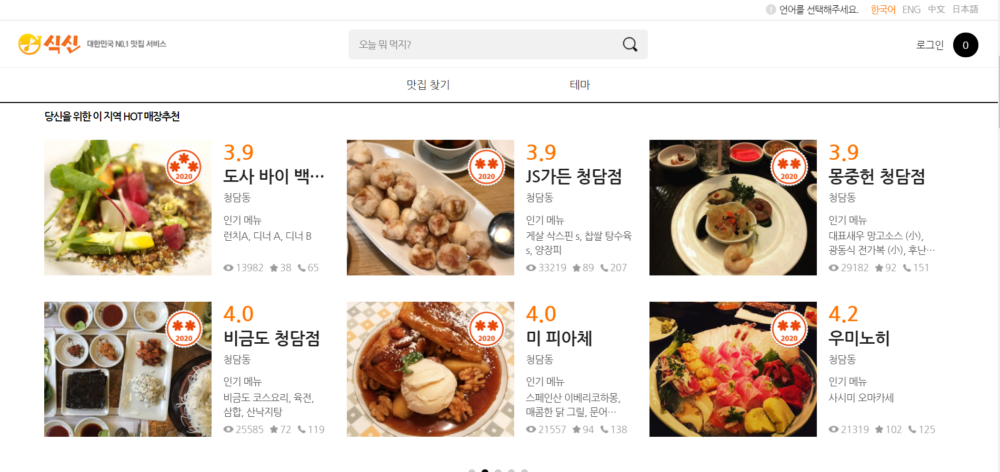 언어를 선택해주세요. 한국어 ENG 中文 日本語
식신 대한민국 NO.1 맛집 서비스
오늘 뭐 먹지?
로그인 0
맛집 찾기 테마
당신을 위한 이 지역 HOT 매장추천
2020
3.9
도사 바이 백…
청담동
인기 메뉴
런치A, 디너 A, 디너 B
13982 38 65
2020
3.9
JS가든 청담점
청담동
인기 메뉴
게살 삭스핀 s, 찹쌀 탕수육
s, 양장피
33219 89 207
2020
3.9
몽중헌 청담점
청담동
인기 메뉴
대표새우 망고소스 (小),
광동식 전가복 (小), 후난…
29182 92 151
2020
4.0
비금도 청담점
청담동
인기 메뉴
비금도 코스요리, 육전,
삼합, 산낙지탕
25585 72 119
2020
4.0
미 피아체
청담동
인기 메뉴
스페인산 이베리코하몽,
매콤한 닭 그릴, 문어…
21557 94 138
2020
4.2
우미노히
청담동
인기 메뉴
사시미 오마카세
21319 102 125